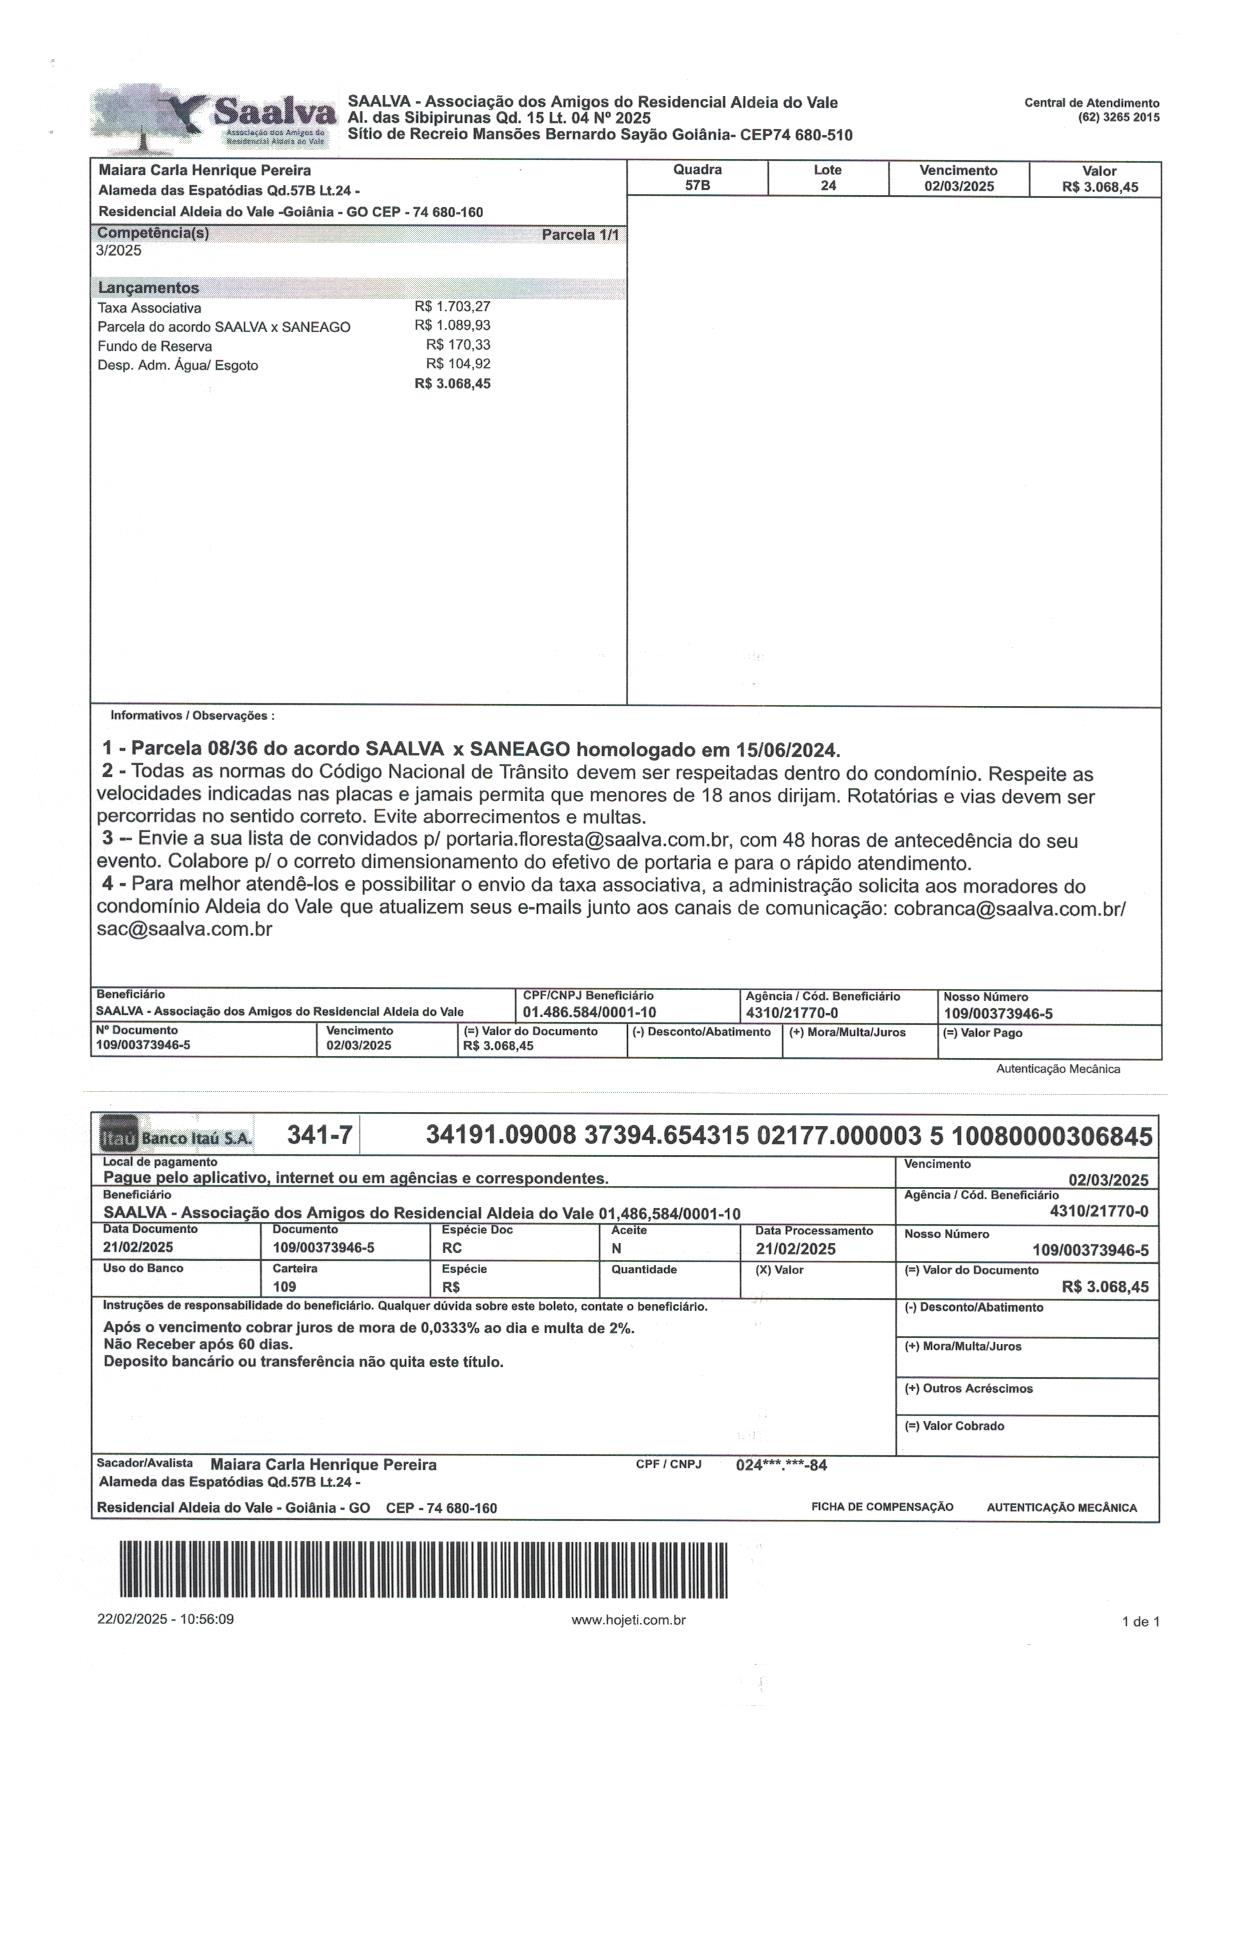 Saalva
Associação dos Amigos do
Residencial Aldeia do Vale
SAALVA - Associação dos Amigos do Residencial Aldeia do Vale
Al. das Sibipirunas Qd. 15 Lt. 04 Nº 2025
Sítio de Recreio Mansões Bernardo Sayão Goiânia- CEP74 680-510
Central de Atendimento
(62) 3265 2015
Maiara Carla Henrique Pereira
Alameda das Espatódias Qd.57B Lt.24 -
Residencial Aldeia do Vale -Goiânia - GO CEP - 74 680-160
Quadra Lote Vencimento Valor
57B 24 02/03/2025 R$ 3.068,45
Competência(s) Parcela 1/1
3/2025
Lançamentos
Taxa Associativa R$ 1.703,27
Parcela do acordo SAALVA x SANEAGO R$ 1.089,93
Fundo de Reserva R$ 170,33
Desp. Adm. Água/ Esgoto R$ 104,92
R$ 3.068,45
Informativos / Observações :
1 - Parcela 08/36 do acordo SAALVA x SANEAGO homologado em 15/06/2024.
2 - Todas as normas do Código Nacional de Trânsito devem ser respeitadas dentro do condomínio. Respeite as
velocidades indicadas nas placas e jamais permita que menores de 18 anos dirijam. Rotatórias e vias devem ser
percorridas no sentido correto. Evite aborrecimentos e multas.
3 – Envie a sua lista de convidados p/ portaria.floresta@saalva.com.br, com 48 horas de antecedência do seu
evento. Colabore p/ o correto dimensionamento do efetivo de portaria e para o rápido atendimento.
4 - Para melhor atendê-los e possibilitar o envio da taxa associativa, a administração solicita aos moradores do
condomínio Aldeia do Vale que atualizem seus e-mails junto aos canais de comunicação: cobranca@saalva.com.br/
sac@saalva.com.br
Beneficiário CPF/CNPJ Beneficiário Agência / Cód. Beneficiário Nosso Número
SAALVA - Associação dos Amigos do Residencial Aldeia do Vale 01.486.584/0001-10 4310/21770-0 109/00373946-5
Nº Documento Vencimento (=) Valor do Documento (-) Desconto/Abatimento (+) Mora/Multa/Juros (=) Valor Pago
109/00373946-5 02/03/2025 R$ 3.068,45
Autenticação Mecânica
Itaú Banco Itaú S.A. 341-7 34191.09008 37394.654315 02177.000003 5 10080000306845
Local de pagamento Vencimento
Pague pelo aplicativo, internet ou em agências e correspondentes. 02/03/2025
Beneficiário Agência / Cód. Beneficiário
SAALVA - Associação dos Amigos do Residencial Aldeia do Vale 01,486,584/0001-10 4310/21770-0
Data Documento Documento Espécie Doc Aceite Data Processamento Nosso Número
21/02/2025 109/00373946-5 RC N 21/02/2025 109/00373946-5
Uso do Banco Carteira Espécie Quantidade (X) Valor (=) Valor do Documento
109 R$ R$ 3.068,45
Instruções de responsabilidade do beneficiário. Qualquer dúvida sobre este boleto, contate o beneficiário.
(-) Desconto/Abatimento
Após o vencimento cobrar juros de mora de 0,0333% ao dia e multa de 2%.
Não Receber após 60 dias.
(+) Mora/Multa/Juros
Deposito bancário ou transferência não quita este título.
(+) Outros Acréscimos
(=) Valor Cobrado
Sacador/Avalista Maiara Carla Henrique Pereira CPF / CNPJ 024***.***-84
Alameda das Espatódias Qd.57B Lt.24 -
Residencial Aldeia do Vale - Goiânia - GO CEP - 74 680-160 FICHA DE COMPENSAÇÃO AUTENTICAÇÃO MECÂNICA
22/02/2025 - 10:56:09 www.hojeti.com.br 1 de 1